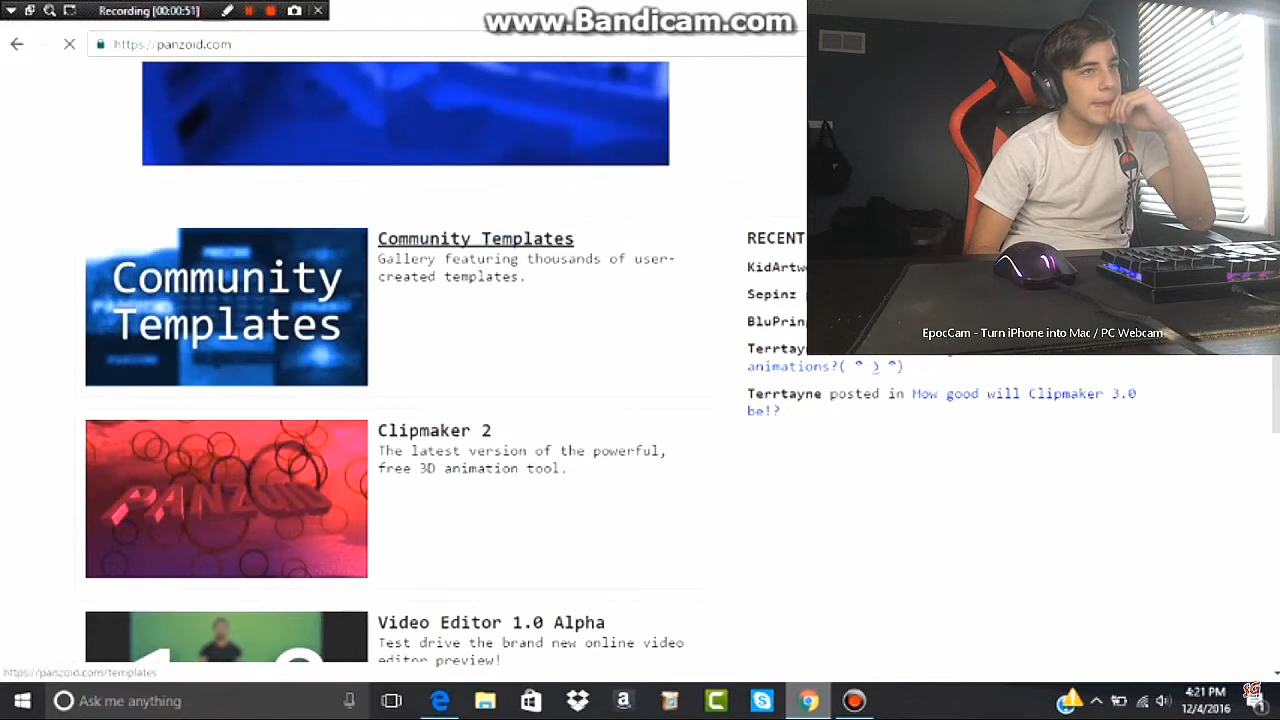 Recording [00:00:51]
www.Bandicam.com
https://panzoid.com
Community
Templates
Community Templates
Gallery featuring thousands of user-
created templates.
PANZOID
Clipmaker 2
The latest version of the powerful,
free 3D animation tool.
Video Editor 1.0 Alpha
Test drive the brand new online video
editor preview!
RECENT
KidArtw
Sepinz
BluPrin
Terrtayne
animations?( ͡° ͜ʖ ͡°)
Terrtayne posted in How good will Clipmaker 3.0
be!?
EpocCam - Turn iPhone into Mac / PC Webcam
https://panzoid.com/templates
Ask me anything
4:21 PM
12/4/2016